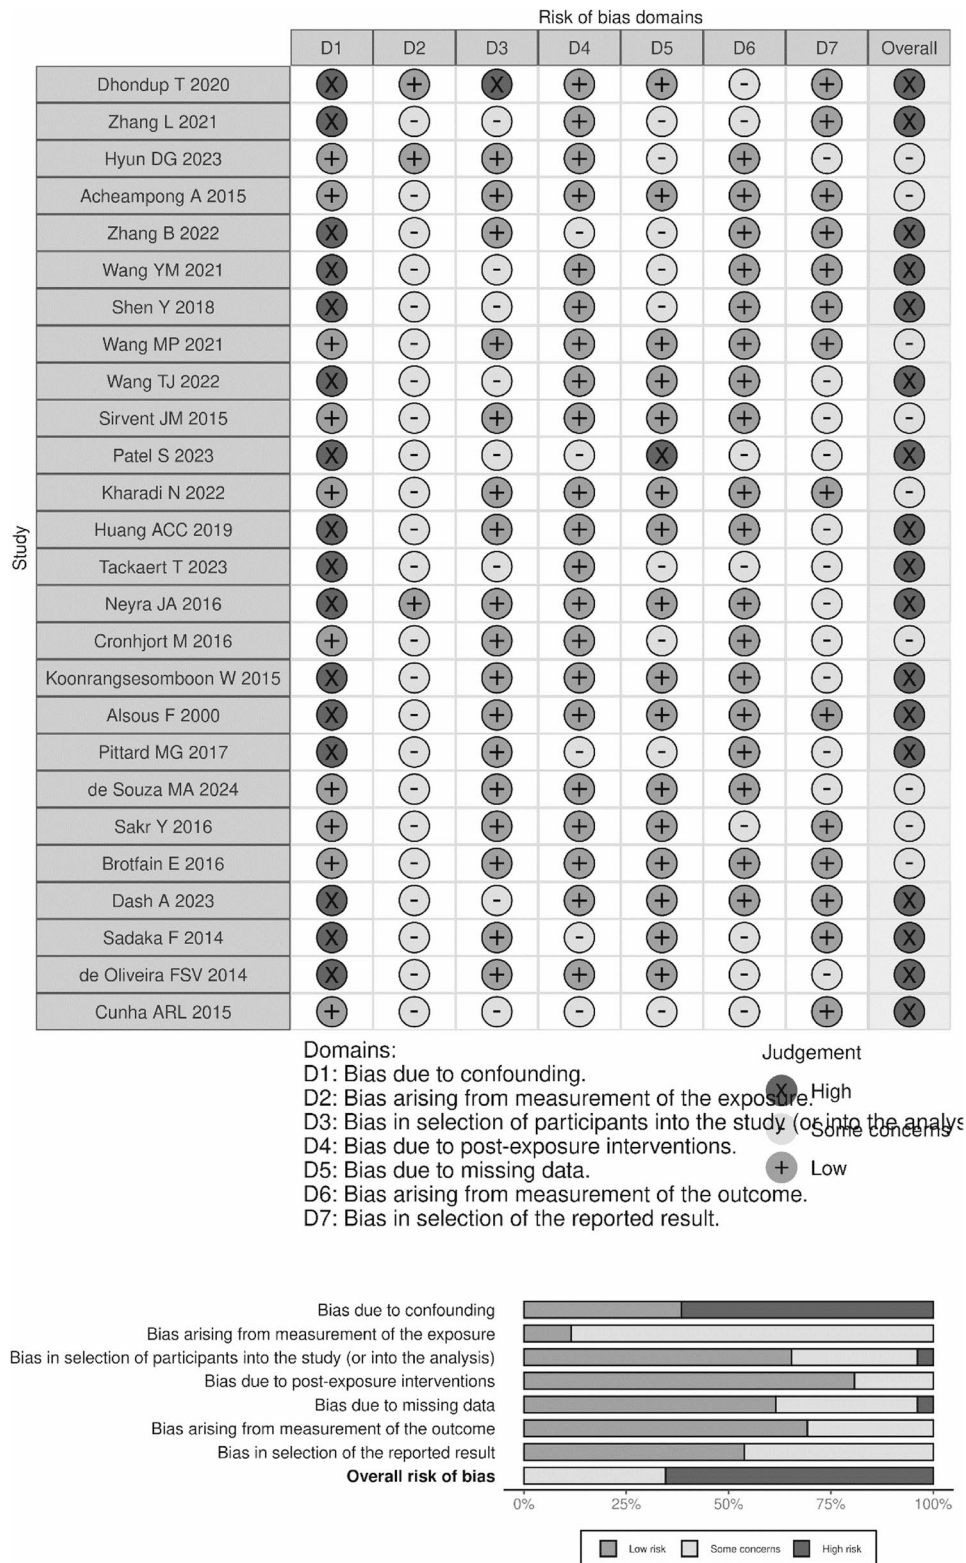 Risk of bias domains
D1 D2 D3 D4 D5 D6 D7 Overall
Study
Dhondup T 2020 X + X + + - + X
Zhang L 2021 X - - + - - + X
Hyun DG 2023 + + + + - + - -
Acheampong A 2015 + - + + + + + -
Zhang B 2022 X - + - - + + X
Wang YM 2021 X - - + - + + X
Shen Y 2018 X - - + - + + X
Wang MP 2021 + - + + + + + -
Wang TJ 2022 X - - + + + - X
Sirvent JM 2015 + - + + + + - -
Patel S 2023 X - - - X - - X
Kharadi N 2022 + - + + + + + -
Huang ACC 2019 X - + + + + - X
Tackaert T 2023 X - - + - - - X
Neyra JA 2016 X + + + + + - X
Cronhjort M 2016 + - + + - + - -
Koonrangsesomboon W 2015 X - + + + + - X
Alsous F 2000 X - + + + + + X
Pittard MG 2017 X - + - - + - X
de Souza MA 2024 + - + + + + - -
Sakr Y 2016 + - + + + - + -
Brotfain E 2016 + - + + + + + -
Dash A 2023 X - - + + + + X
Sadaka F 2014 X - + - + - + X
de Oliveira FSV 2014 X - + + + - - X
Cunha ARL 2015 + - - - - - + X
Domains:
D1: Bias due to confounding.
D2: Bias arising from measurement of the exposure.
D3: Bias in selection of participants into the study (or into the analys
D4: Bias due to post-exposure interventions.
D5: Bias due to missing data.
D6: Bias arising from measurement of the outcome.
D7: Bias in selection of the reported result.
Judgement
X High
- Some concerns
+ Low
Bias due to confounding
Bias arising from measurement of the exposure
Bias in selection of participants into the study (or into the analysis)
Bias due to post-exposure interventions
Bias due to missing data
Bias arising from measurement of the outcome
Bias in selection of the reported result
Overall risk of bias
0% 25% 50% 75% 100%
Low risk Some concerns High risk